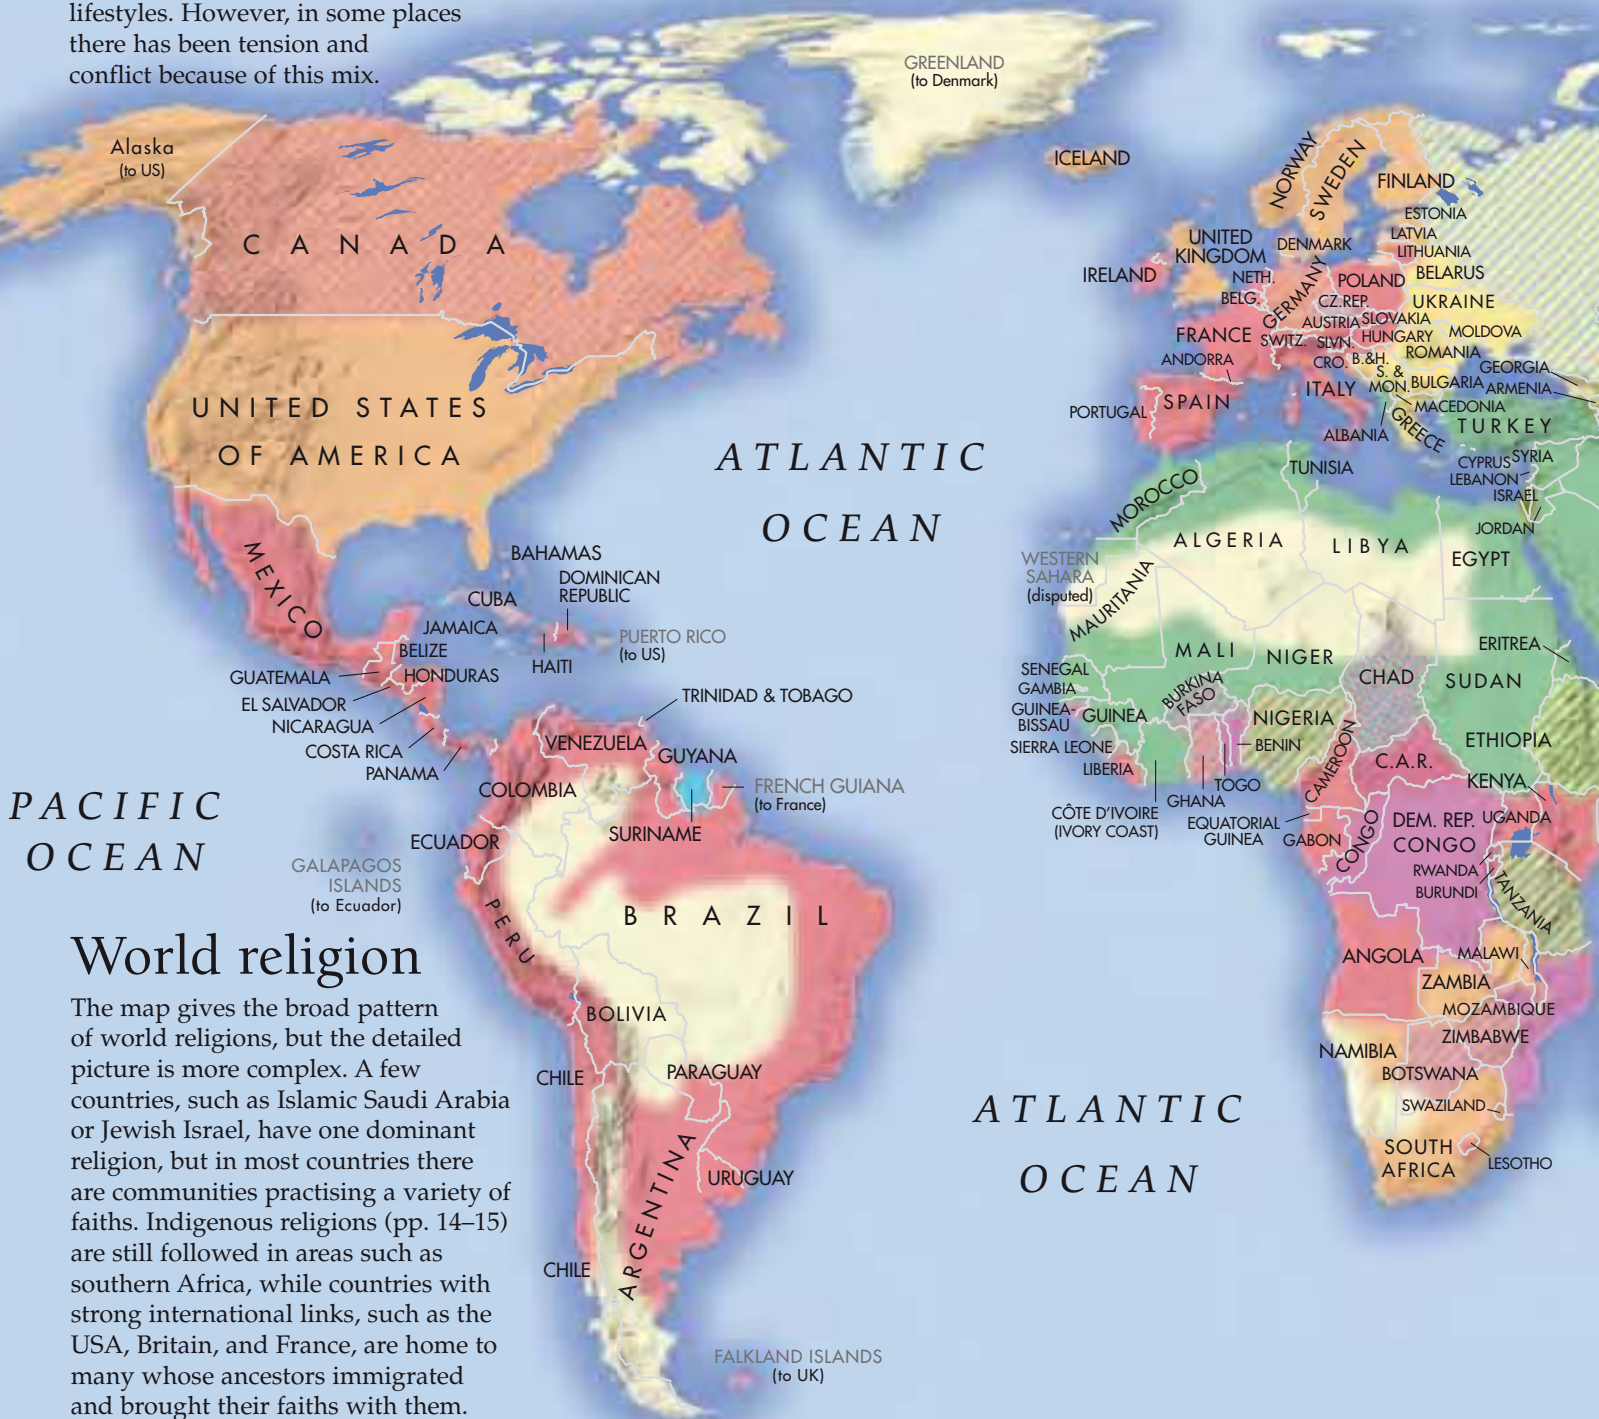 lifestyles. However, in some places
there has been tension and
conflict because of this mix.
GREENLAND
(to Denmark)
Alaska
(to US)
ICELAND
NORWAY
SWEDEN
FINLAND
ESTONIA
LATVIA
LITHUANIA
CANADA
UNITED
KINGDOM
DENMARK
IRELAND
NETH.
BELG.
GERMANY
POLAND
BELARUS
CZ.REP.
UKRAINE
FRANCE
AUSTRIA
SLOVAKIA
SWITZ.
SLVN.
HUNGARY
MOLDOVA
ANDORRA
CRO.
B.&H.
ROMANIA
S. &
MON.
BULGARIA
GEORGIA
ARMENIA
ITALY
MACEDONIA
PORTUGAL
SPAIN
ALBANIA
GREECE
TURKEY
UNITED STATES
OF AMERICA
ATLANTIC
OCEAN
TUNISIA
CYPRUS
SYRIA
LEBANON
ISRAEL
JORDAN
MOROCCO
ALGERIA
LIBYA
EGYPT
WESTERN
SAHARA
(disputed)
MAURITANIA
MEXICO
BAHAMAS
DOMINICAN
REPUBLIC
CUBA
JAMAICA
PUERTO RICO
(to US)
BELIZE
HAITI
GUATEMALA
HONDURAS
EL SALVADOR
NICARAGUA
COSTA RICA
PANAMA
TRINIDAD & TOBAGO
MALI
NIGER
CHAD
SUDAN
ERITREA
SENEGAL
GAMBIA
GUINEA-
BISSAU
GUINEA
BURKINA
FASO
NIGERIA
SIERRA LEONE
LIBERIA
BENIN
TOGO
GHANA
CÔTE D'IVOIRE
(IVORY COAST)
CAMEROON
C.A.R.
ETHIOPIA
KENYA
EQUATORIAL
GUINEA
GABON
CONGO
DEM. REP.
CONGO
UGANDA
RWANDA
BURUNDI
TANZANIA
VENEZUELA
GUYANA
COLOMBIA
FRENCH GUIANA
(to France)
SURINAME
ECUADOR
PACIFIC
OCEAN
GALAPAGOS
ISLANDS
(to Ecuador)
PERU
BRAZIL
BOLIVIA
PARAGUAY
CHILE
ARGENTINA
URUGUAY
CHILE
FALKLAND ISLANDS
(to UK)
ANGOLA
MALAWI
ZAMBIA
MOZAMBIQUE
ZIMBABWE
NAMIBIA
BOTSWANA
SWAZILAND
SOUTH
AFRICA
LESOTHO
ATLANTIC
OCEAN
World religion
The map gives the broad pattern
of world religions, but the detailed
picture is more complex. A few
countries, such as Islamic Saudi Arabia
or Jewish Israel, have one dominant
religion, but in most countries there
are communities practising a variety of
faiths. Indigenous religions (pp. 14–15)
are still followed in areas such as
southern Africa, while countries with
strong international links, such as the
USA, Britain, and France, are home to
many whose ancestors immigrated
and brought their faiths with them.